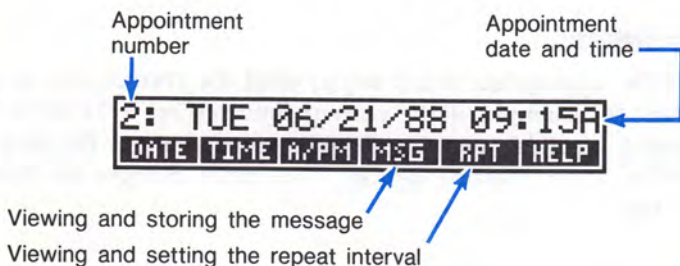 Appointment number
Appointment date and time
2: TUE 06/21/88 09:15A
DATE TIME A/PM MSG RPT HELP
Viewing and storing the message
Viewing and setting the repeat interval